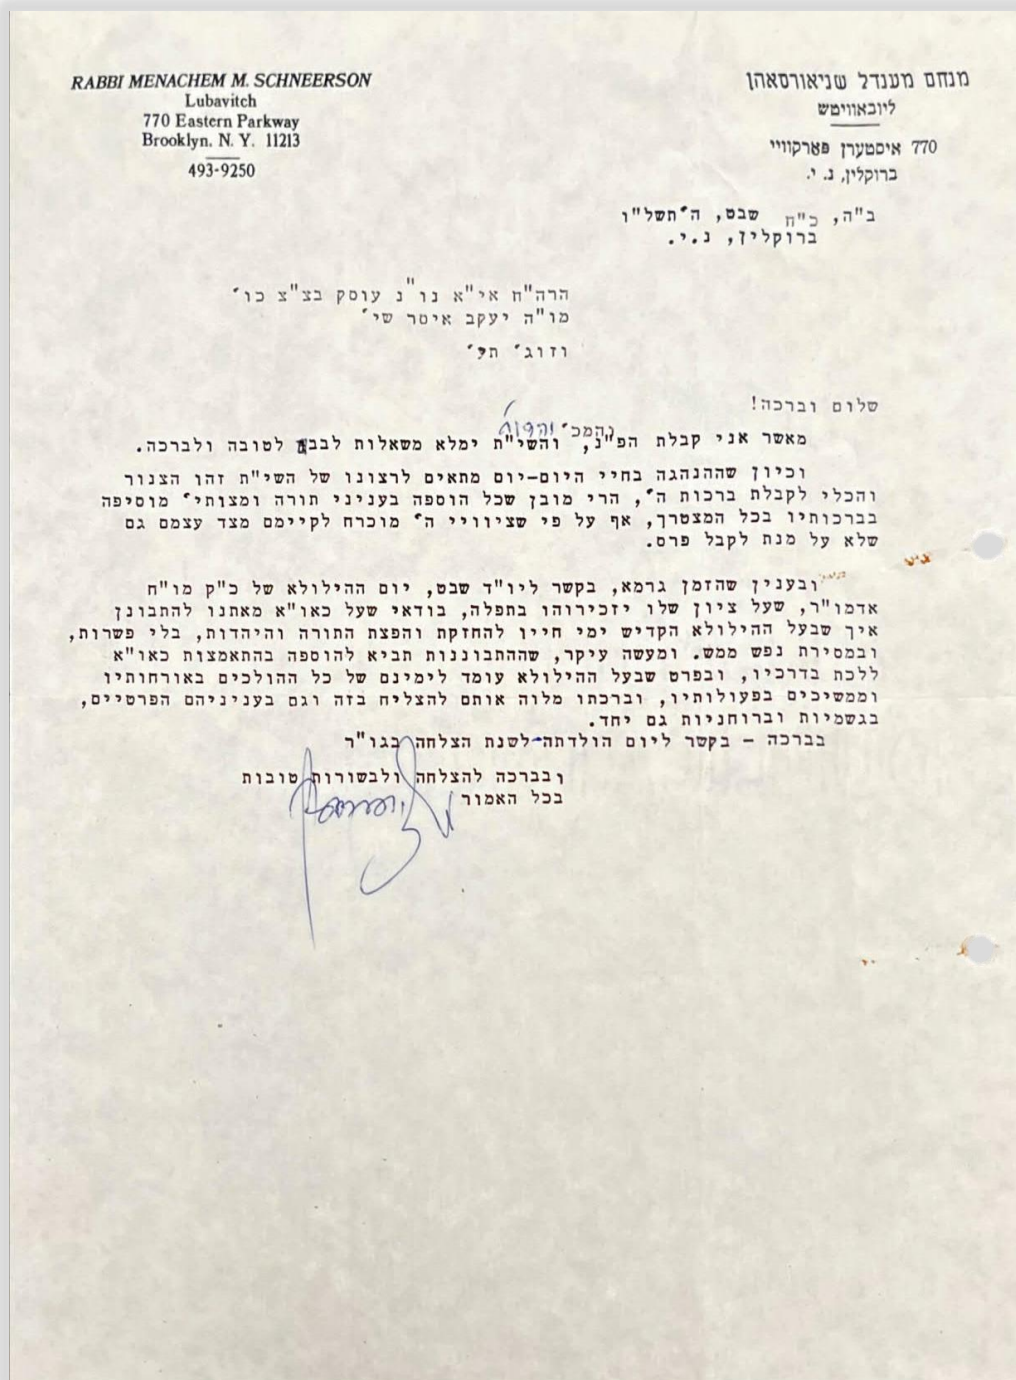 RABBI MENACHEM M. SCHNEERSON
Lubavitch
770 Eastern Parkway
Brooklyn, N. Y. 11213
493-9250
מנחם מענדל שניאורסאהן
ליובאוויטש
770 איסטערן פּאַרקוויי
ברוקלין, נ. י.
ב"ה, כ"ח שבט, ה'תשל"ו
ברוקלין, נ.י.
הרה"ח אי"א נו"נ עוסק בצ"צ כו'
מו"ה יעקב איסר שי'
וזוג' תי'
שלום וברכה!
והמכ'
מאשר אני קבלת הפ"נ, והשי"ת ימלא משאלות לבבם לטובה ולברכה.
וכיון שההנהגה בחיי היום-יום מתאים לרצונו של השי"ת זהו הצנור
והכלי לקבלת ברכות ה', הרי מובן שכל הוספה בעניני תורה ומצותי' מוסיפה
בברכותיו בכל המצטרך, אף על פי שציוויי ה' מוכרח לקיימם מצד עצמם גם
שלא על מנת לקבל פרס.
ובענין שהזמן גרמא, בקשר ליו"ד שבט, יום ההילולא של כ"ק מו"ח
אדמו"ר, שעל ציון שלו יזכירוהו בתפלה, בודאי שעל כאו"א מאתנו להתבונן
איך שבעל ההילולא הקדיש ימי חייו להחזקת והפצת התורה והיהדות, בלי פשרות,
ובמסירת נפש ממש. ומעשה עיקר, שההתבוננות תביא להוספה בהתאמצות כאו"א
ללכת בדרכיו, ובפרט שבעל ההילולא עומד לימינם של כל ההולכים באורחותיו
וממשיכים בפעולותיו, וברכתו מלוה אותם להצליח בזה וגם בעניניהם הפרטיים,
בגשמיות וברוחניות גם יחד.
בברכה - בקשר ליום הולדתה-לשנת הצלחה בגו"ר
ובברכה להצלחה ולבשורות טובות
בכל האמור